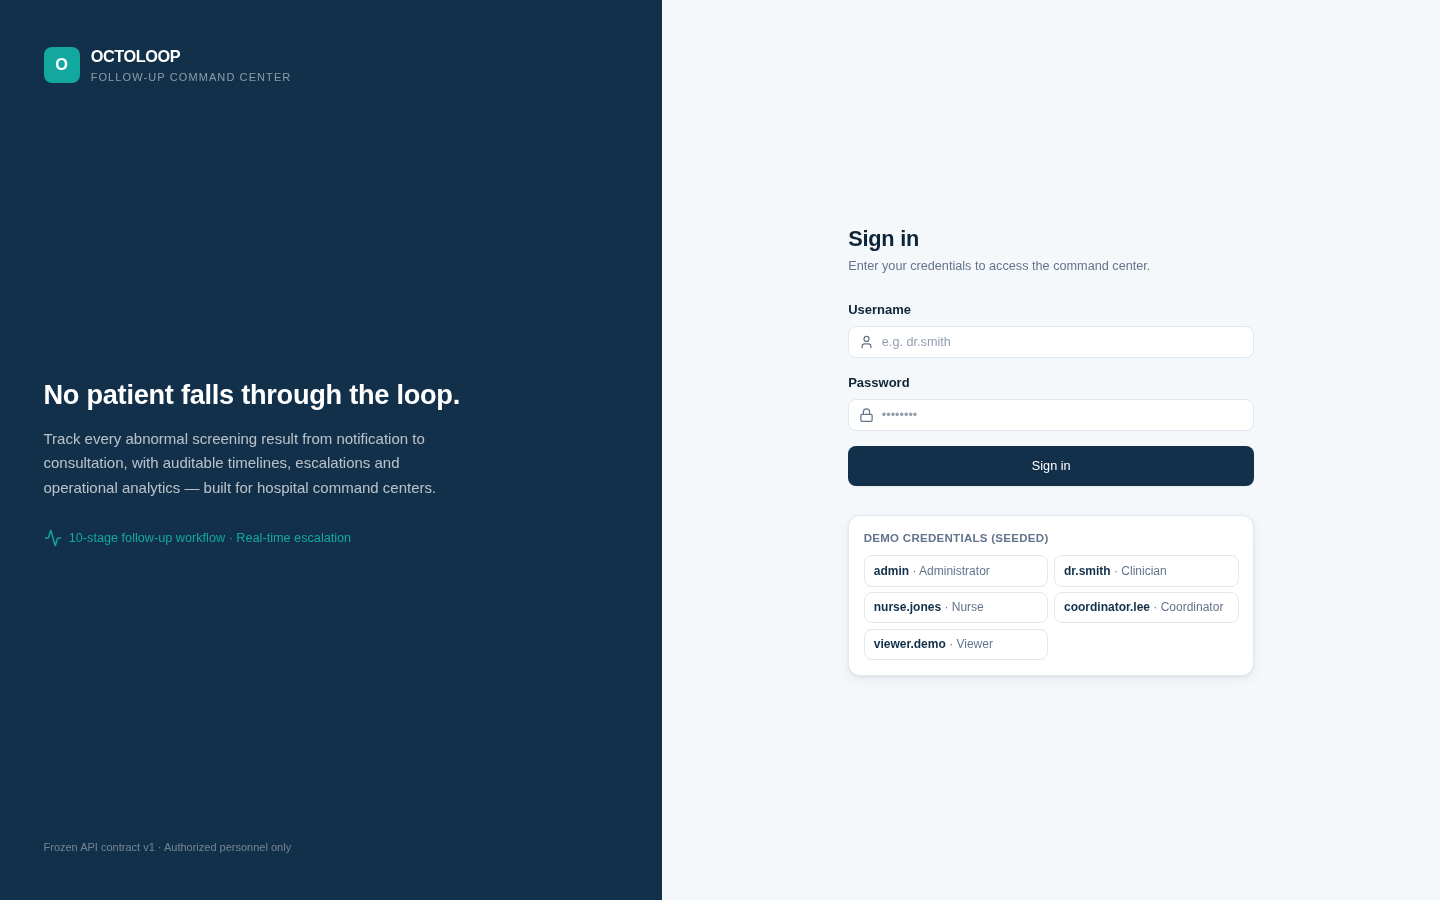 O
OCTOLOOP
FOLLOW-UP COMMAND CENTER
No patient falls through the loop.
Track every abnormal screening result from notification to
consultation, with auditable timelines, escalations and
operational analytics — built for hospital command centers.
10-stage follow-up workflow · Real-time escalation
Frozen API contract v1 · Authorized personnel only
Sign in
Enter your credentials to access the command center.
Username
e.g. dr.smith
Password
••••••••
Sign in
DEMO CREDENTIALS (SEEDED)
admin · Administrator
dr.smith · Clinician
nurse.jones · Nurse
coordinator.lee · Coordinator
viewer.demo · Viewer